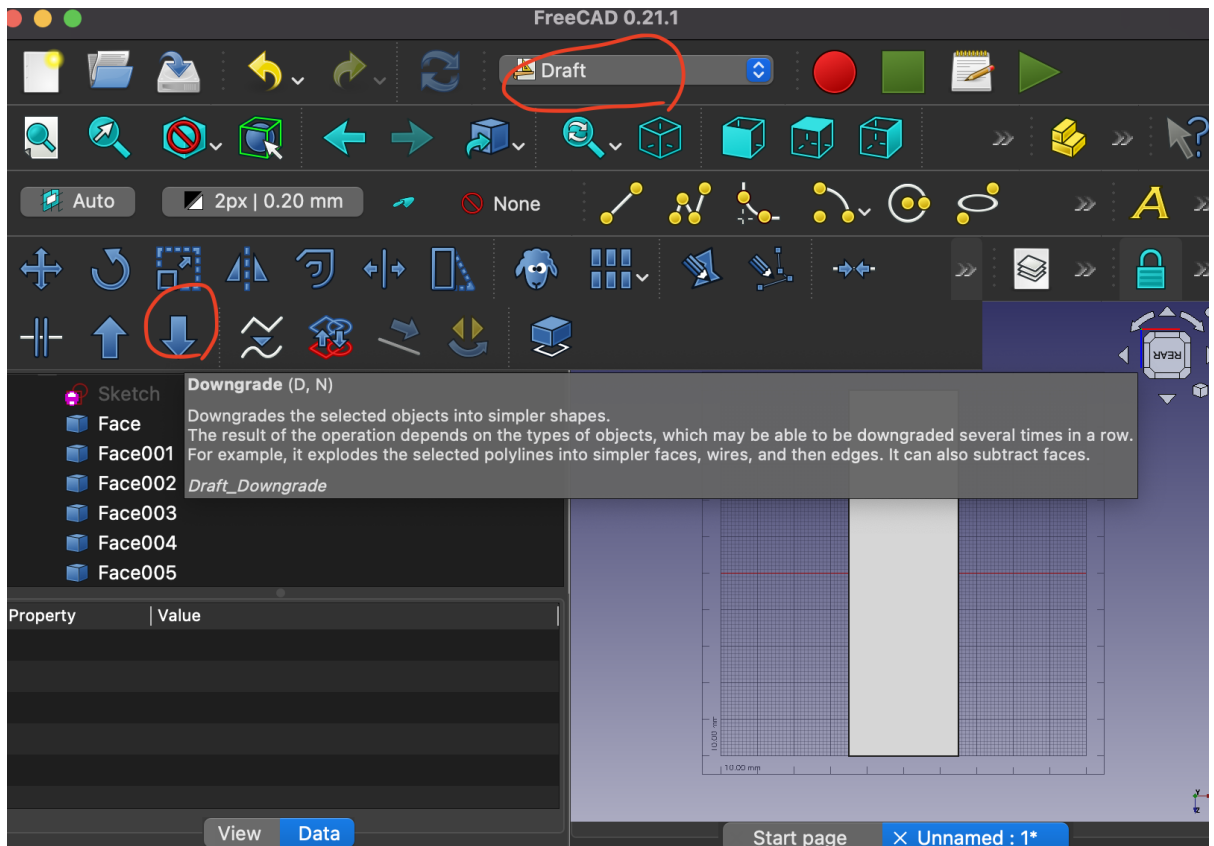 FreeCAD 0.21.1
Draft
Auto
2px | 0.20 mm
None
A
Sketch
Face
Face001
Face002
Face003
Face004
Face005
Downgrade (D, N)
Downgrades the selected objects into simpler shapes.
The result of the operation depends on the types of objects, which may be able to be downgraded several times in a row.
For example, it explodes the selected polylines into simpler faces, wires, and then edges. It can also subtract faces.
Draft_Downgrade
REAR
Property
Value
10.00 mm
10.00 mm
View
Data
Start page
Unnamed : 1*